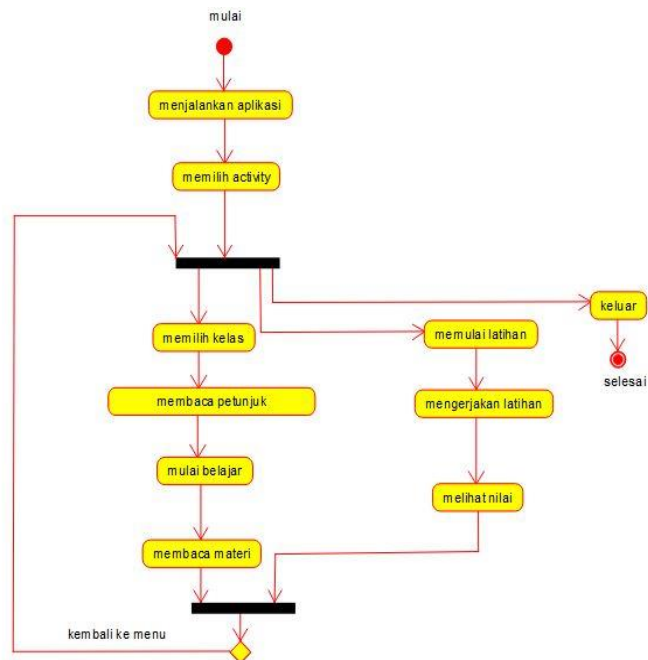 mulai
menjalankan aplikasi
memilih activity
memilih kelas
membaca petunjuk
mulai belajar
membaca materi
memulai latihan
mengerjakan latihan
melihat nilai
keluar
selesai
kembali ke menu